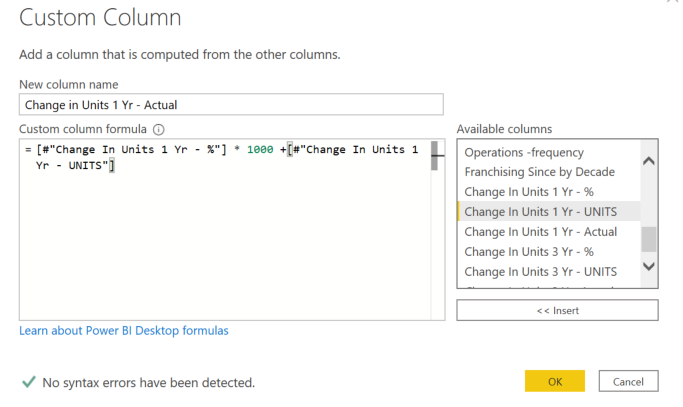 Custom Column
Add a column that is computed from the other columns.
New column name
Change in Units 1 Yr - Actual
Custom column formula
Available columns
= [#"Change In Units 1 Yr - %"] * 1000 +[#"Change In Units 1
Yr - UNITS"]
Operations -frequency
Franchising Since by Decade
Change In Units 1 Yr - %
Change In Units 1 Yr - UNITS
Change In Units 1 Yr - Actual
Change In Units 3 Yr - %
Change In Units 3 Yr - UNITS
<< Insert
Learn about Power BI Desktop formulas
No syntax errors have been detected.
OK
Cancel